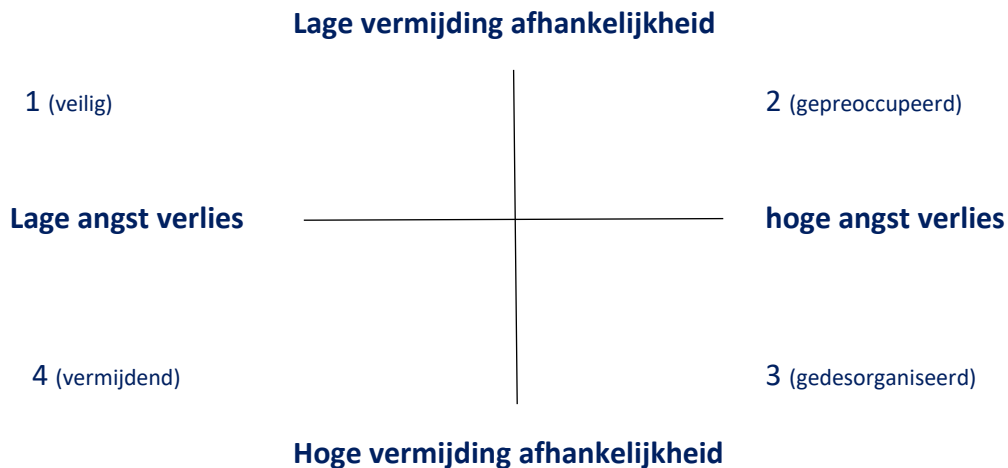 Lage vermijding afhankelijkheid
1 (veilig)
2 (gepreoccupeerd)
Lage angst verlies
hoge angst verlies
4 (vermijdend)
3 (gedesorganiseerd)
Hoge vermijding afhankelijkheid